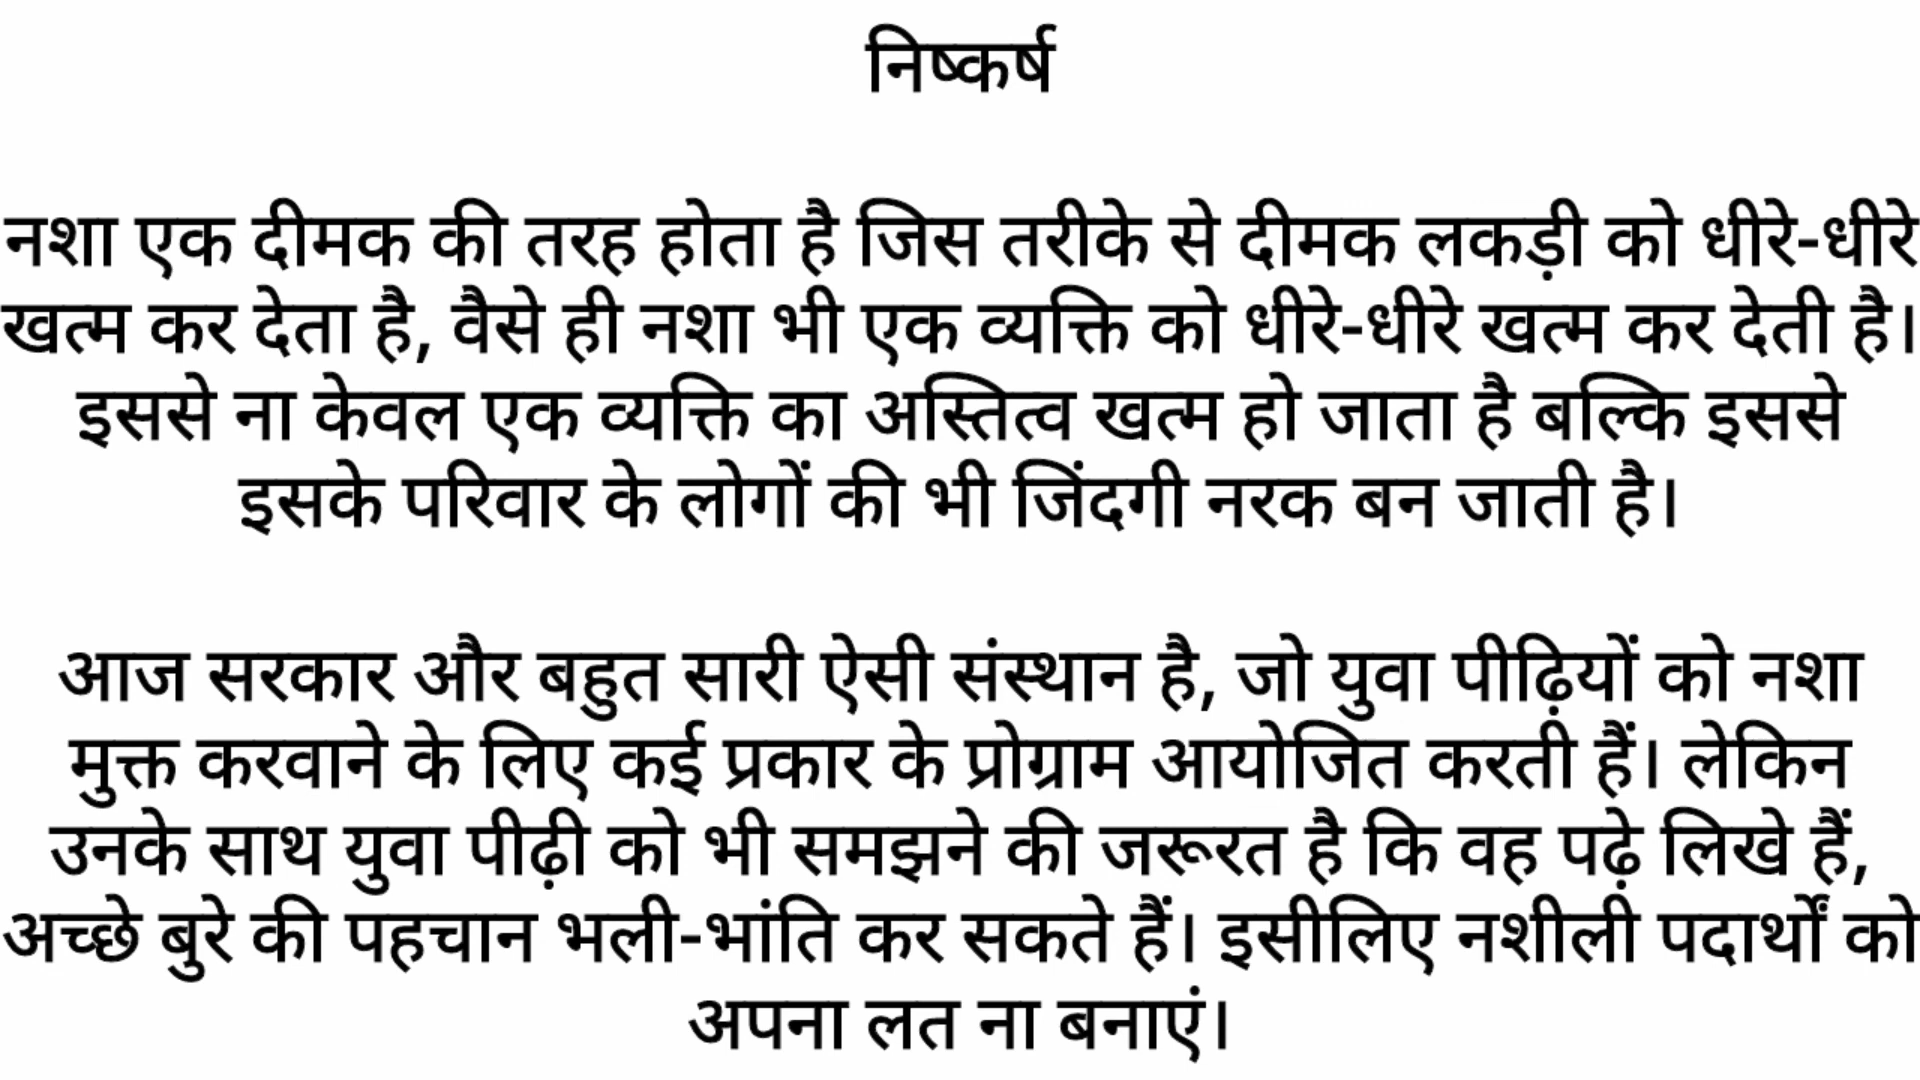 निष्कर्ष
नशा एक दीमक की तरह होता है जिस तरीके से दीमक लकड़ी को धीरे-धीरे
खत्म कर देता है, वैसे ही नशा भी एक व्यक्ति को धीरे-धीरे खत्म कर देती है।
इससे ना केवल एक व्यक्ति का अस्तित्व खत्म हो जाता है बल्कि इससे
इसके परिवार के लोगों की भी जिंदगी नरक बन जाती है।
आज सरकार और बहुत सारी ऐसी संस्थान है, जो युवा पीढ़ियों को नशा
मुक्त करवाने के लिए कई प्रकार के प्रोग्राम आयोजित करती हैं। लेकिन
उनके साथ युवा पीढ़ी को भी समझने की जरूरत है कि वह पढ़े लिखे हैं,
अच्छे बुरे की पहचान भली-भांति कर सकते हैं। इसीलिए नशीली पदार्थों को
अपना लत ना बनाएं।